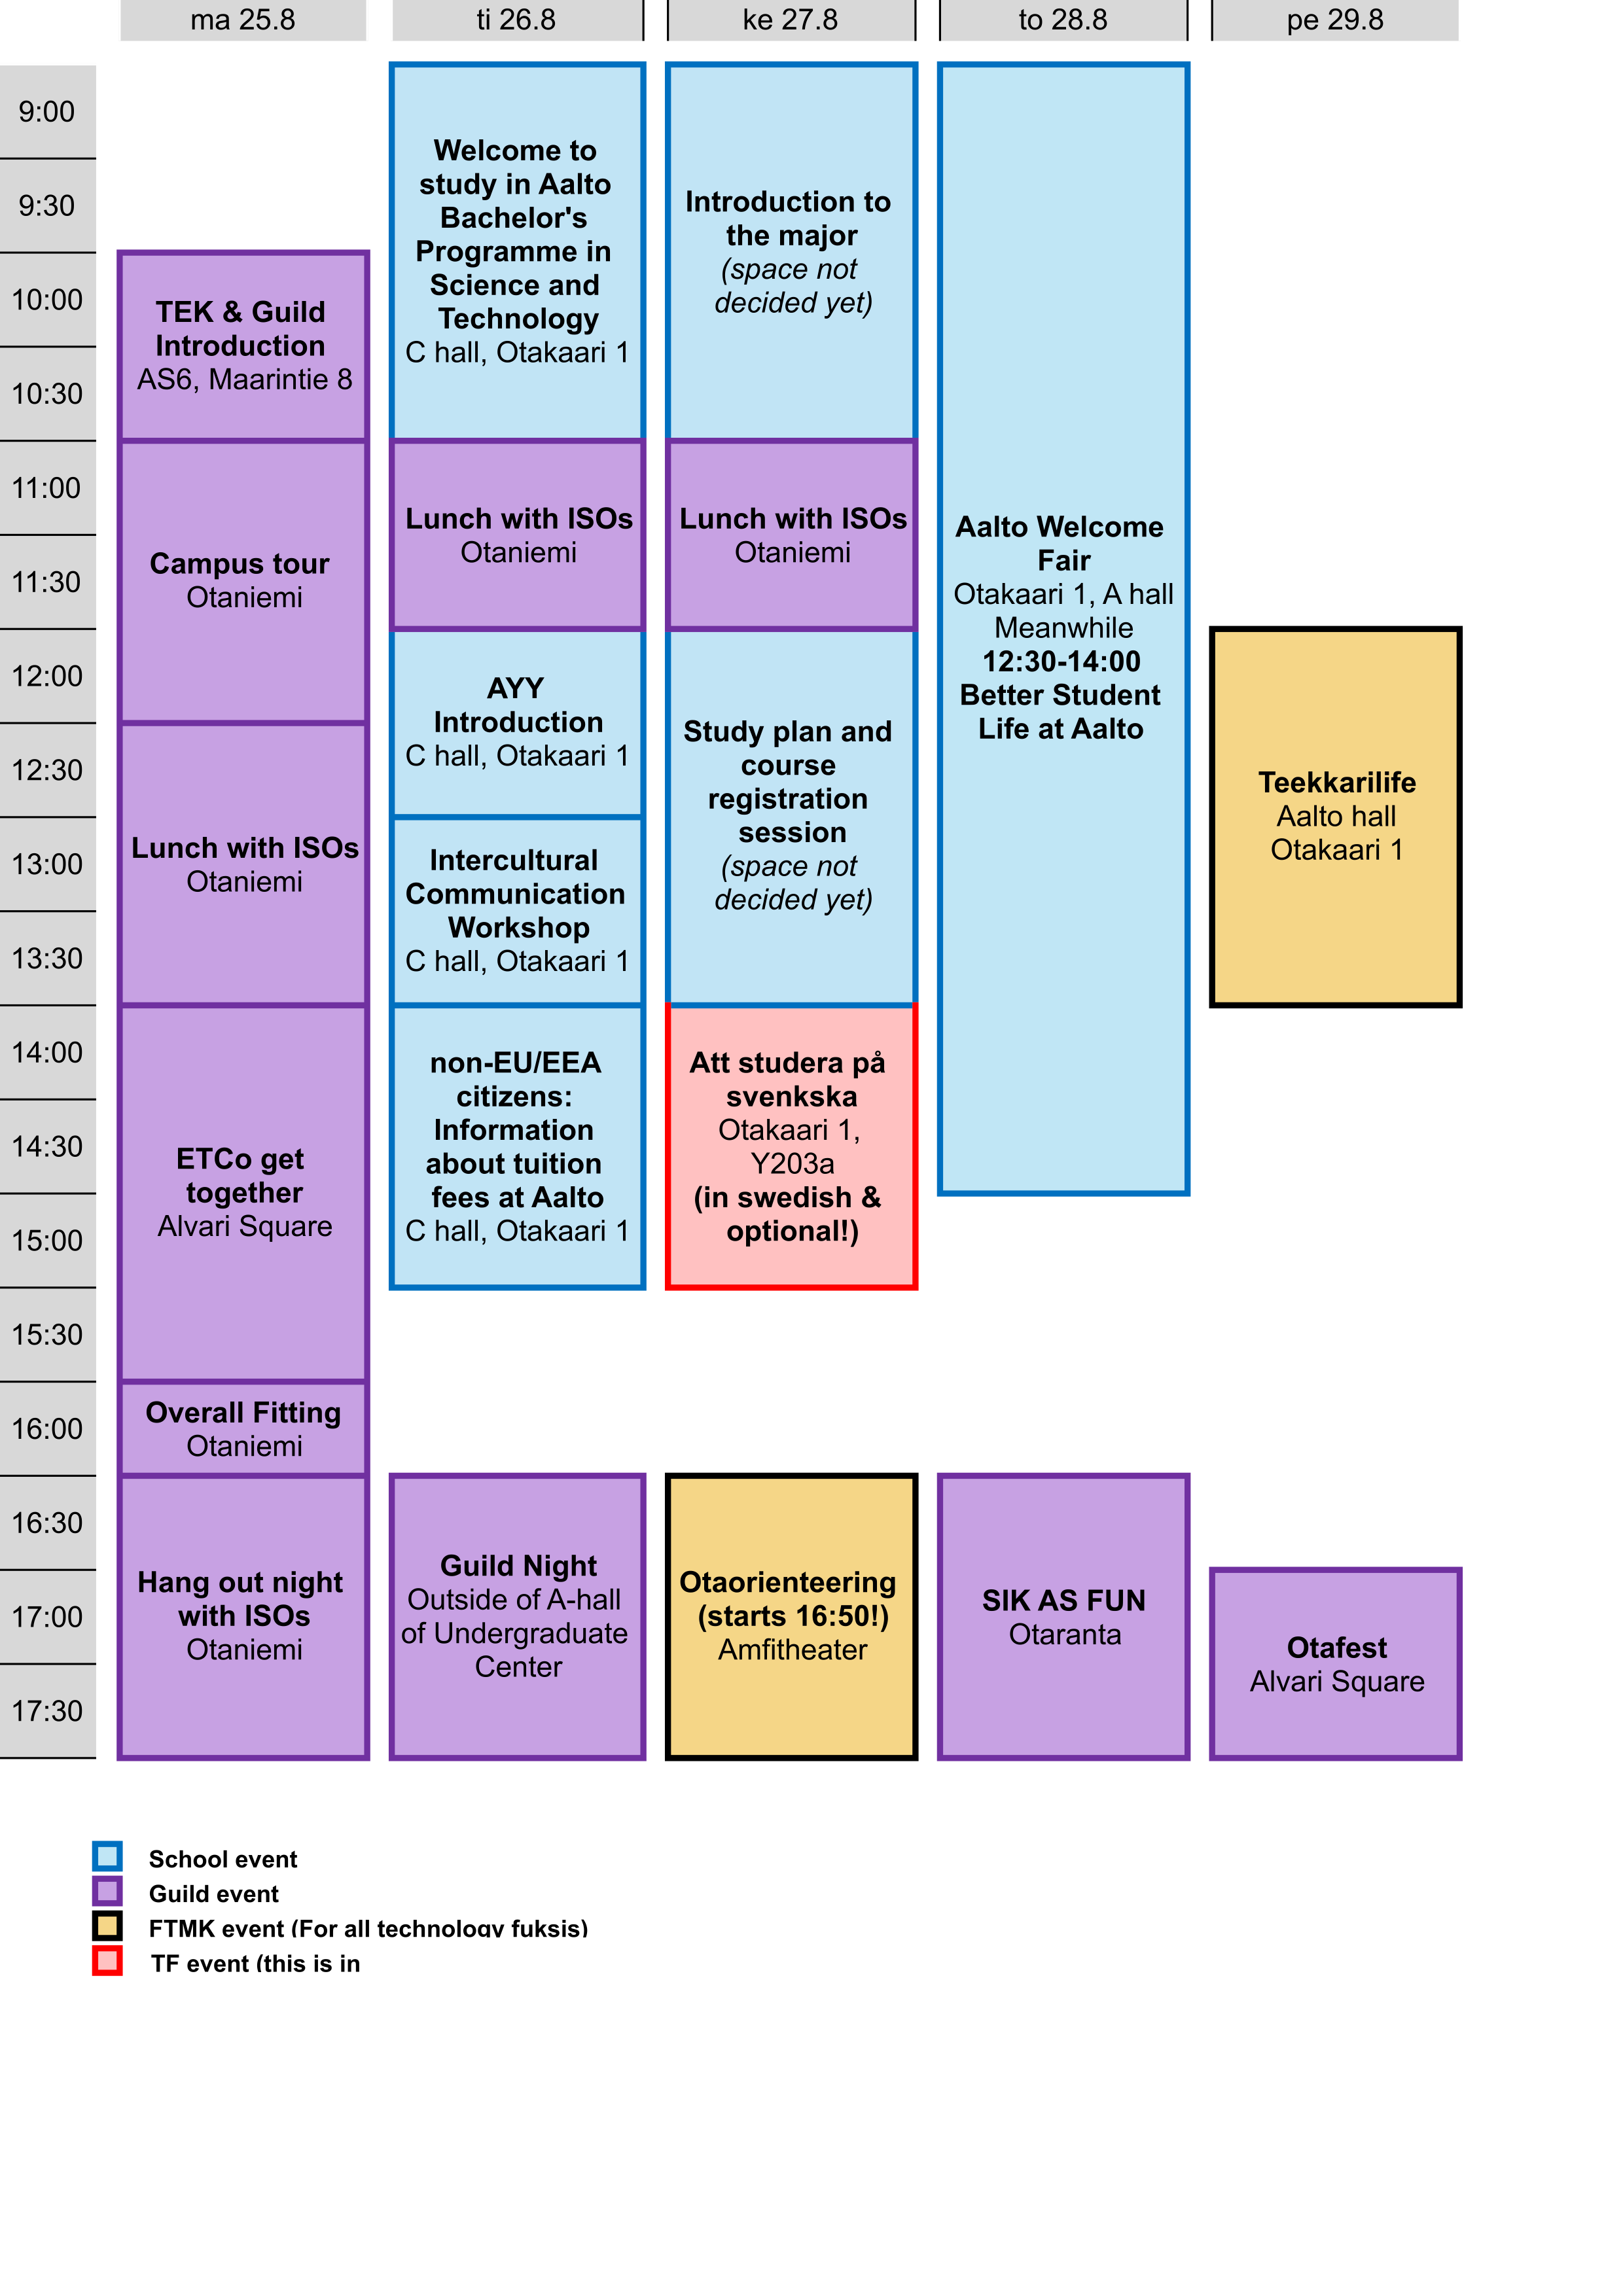 ma 25.8
ti 26.8
ke 27.8
to 28.8
pe 29.8
9:00
9:30
10:00
10:30
11:00
11:30
12:00
12:30
13:00
13:30
14:00
14:30
15:00
15:30
16:00
16:30
17:00
17:30
TEK & Guild
Introduction
AS6, Maarintie 8
Campus tour
Otaniemi
Lunch with ISOs
Otaniemi
ETCo get
together
Alvari Square
Overall Fitting
Otaniemi
Hang out night
with ISOs
Otaniemi
Welcome to
study in Aalto
Bachelor's
Programme in
Science and
Technology
C hall, Otakaari 1
Lunch with ISOs
Otaniemi
AYY
Introduction
C hall, Otakaari 1
Intercultural
Communication
Workshop
C hall, Otakaari 1
non-EU/EEA
citizens:
Information
about tuition
fees at Aalto
C hall, Otakaari 1
Guild Night
Outside of A-hall
of Undergraduate
Center
Introduction to
the major
(space not
decided yet)
Lunch with ISOs
Otaniemi
Study plan and
course
registration
session
(space not
decided yet)
Att studera på
svenkska
Otakaari 1,
Y203a
(in swedish &
optional!)
Otaorienteering
(starts 16:50!)
Amfitheater
Aalto Welcome
Fair
Otakaari 1, A hall
Meanwhile
12:30-14:00
Better Student
Life at Aalto
SIK AS FUN
Otaranta
Teekkarilife
Aalto hall
Otakaari 1
Otafest
Alvari Square
School event
Guild event
FTMK event (For all technology fuksis)
TF event (this is in